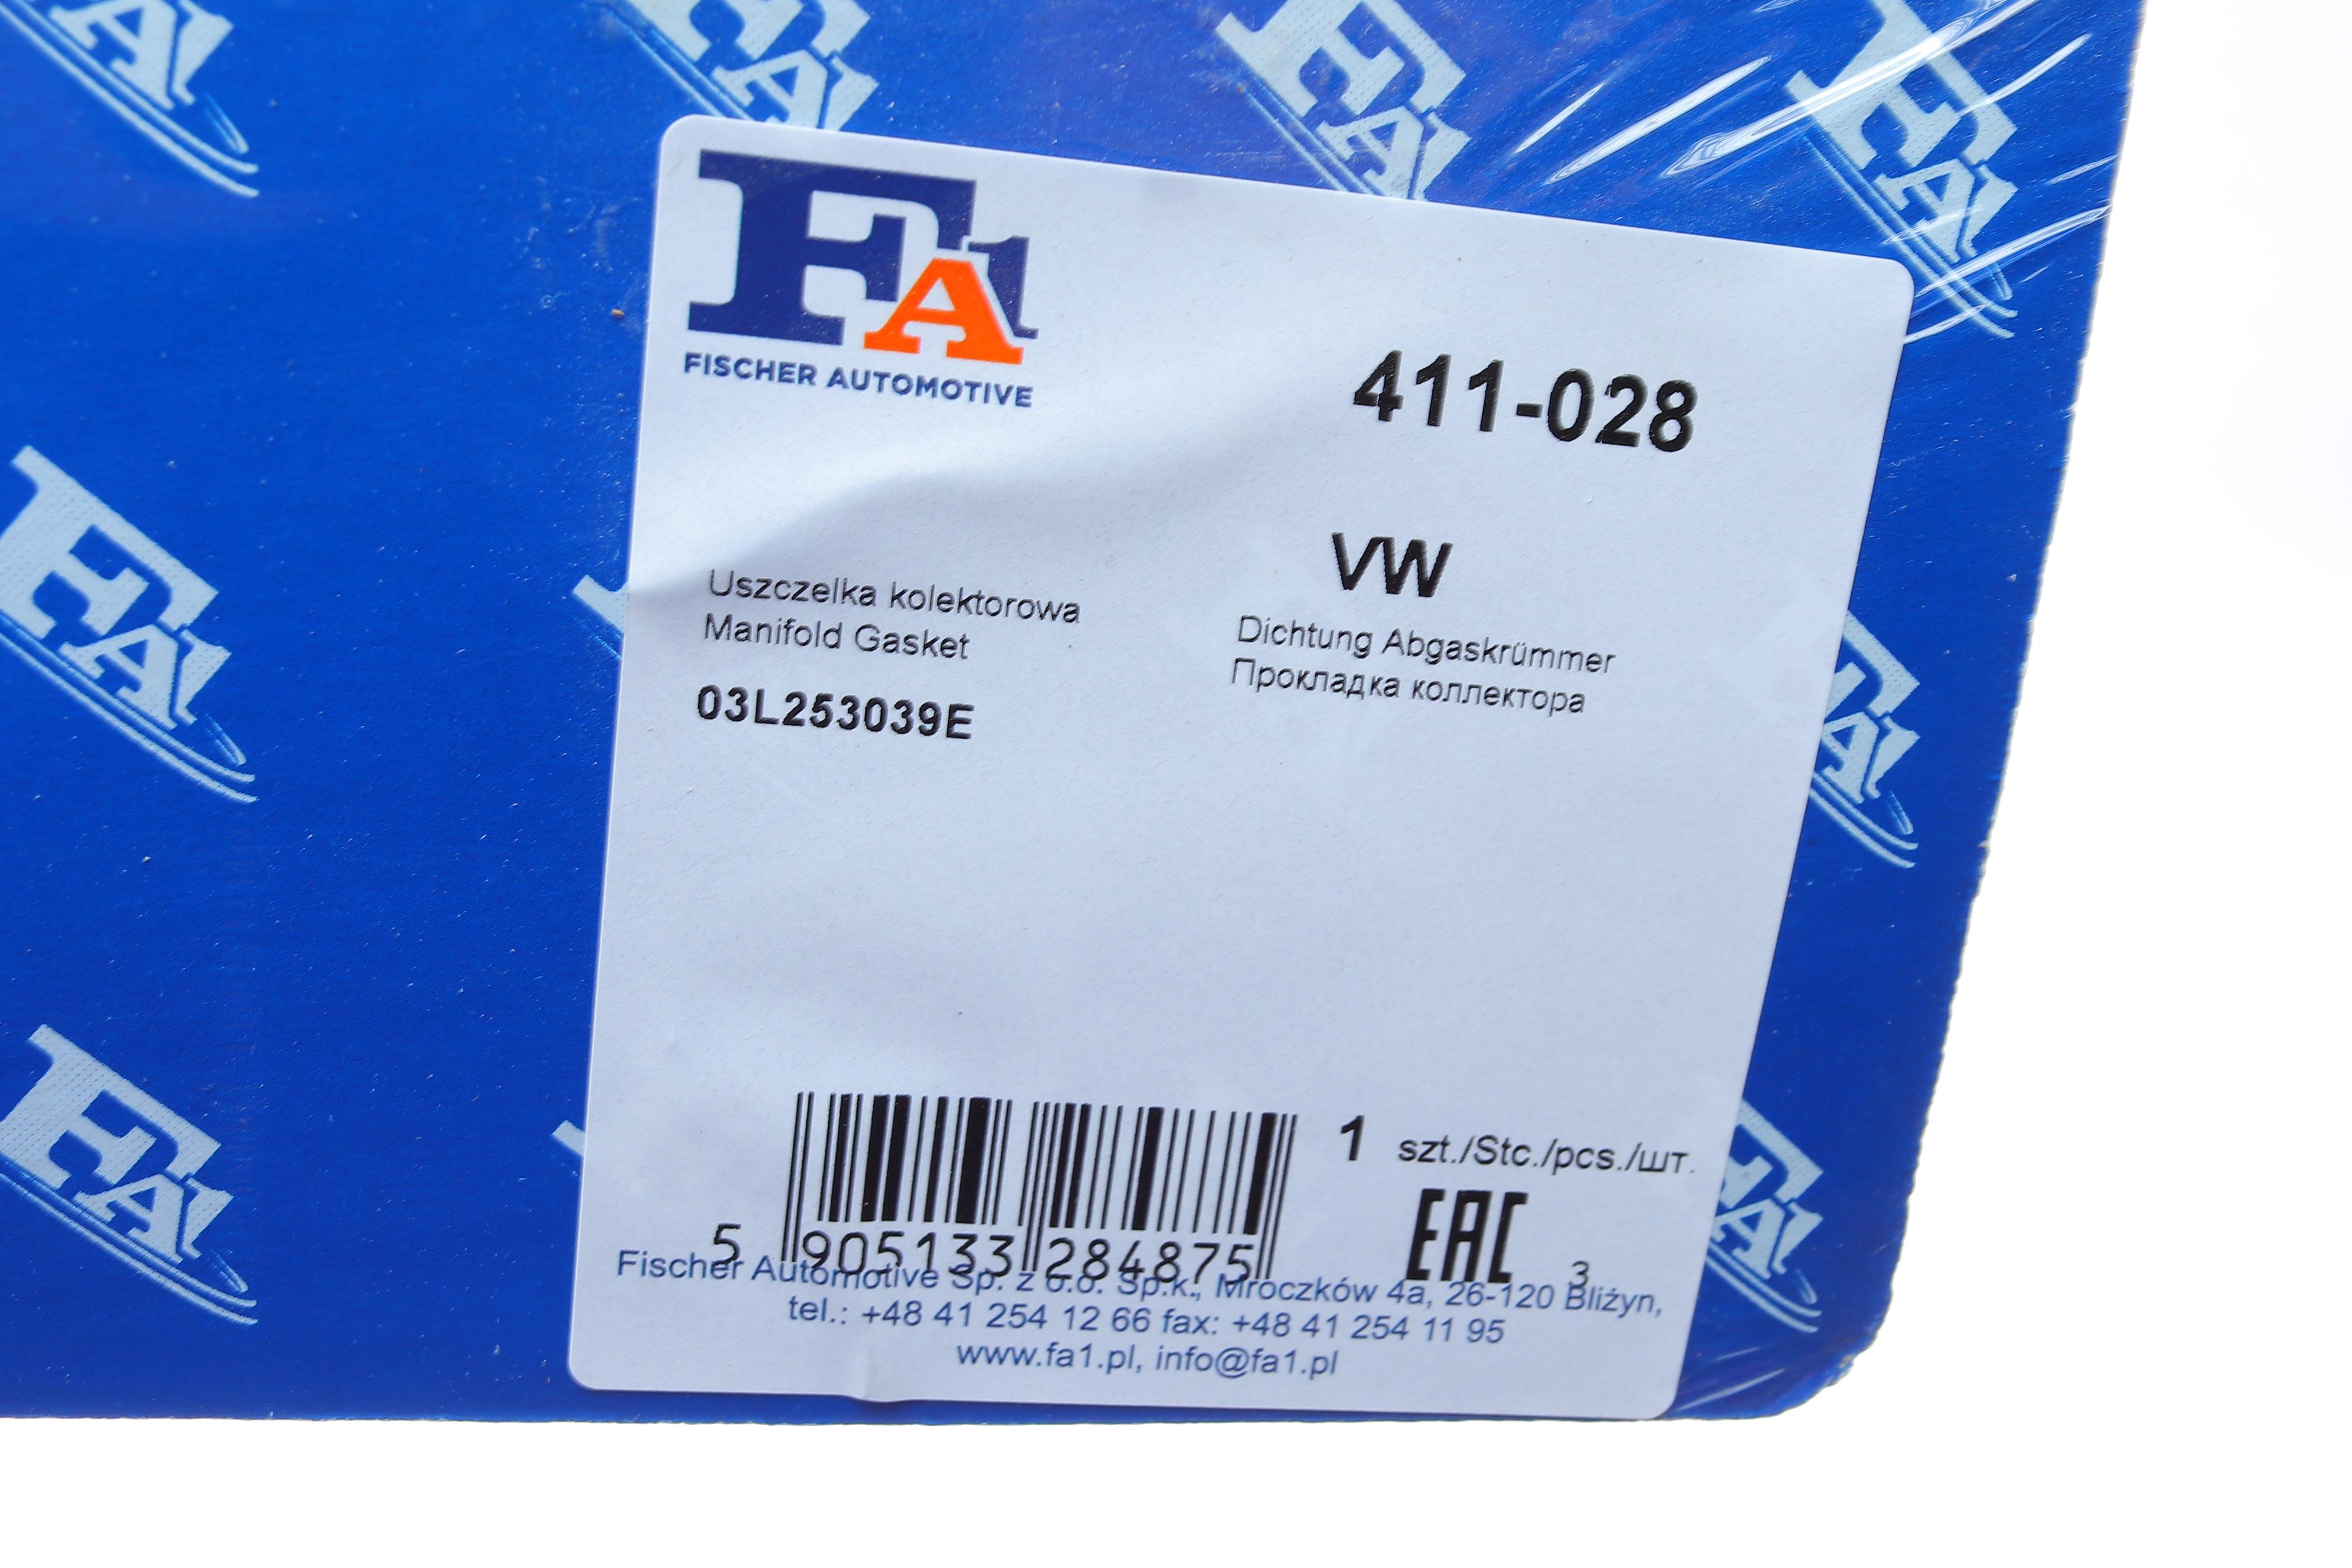 FA1
FISCHER AUTOMOTIVE
411-028
VW
Uszczelka kolektorowa
Manifold Gasket
Dichtung Abgaskrümmer
Прокладка коллектора
03L253039E
1 szt./Stc./pcs./шт.
5 905133 284875
EAC
3
Fischer Automotive Sp. z o.o. Sp.k., Mroczków 4a, 26-120 Bliżyn,
tel.: +48 41 254 12 66 fax: +48 41 254 11 95
www.fa1.pl, info@fa1.pl